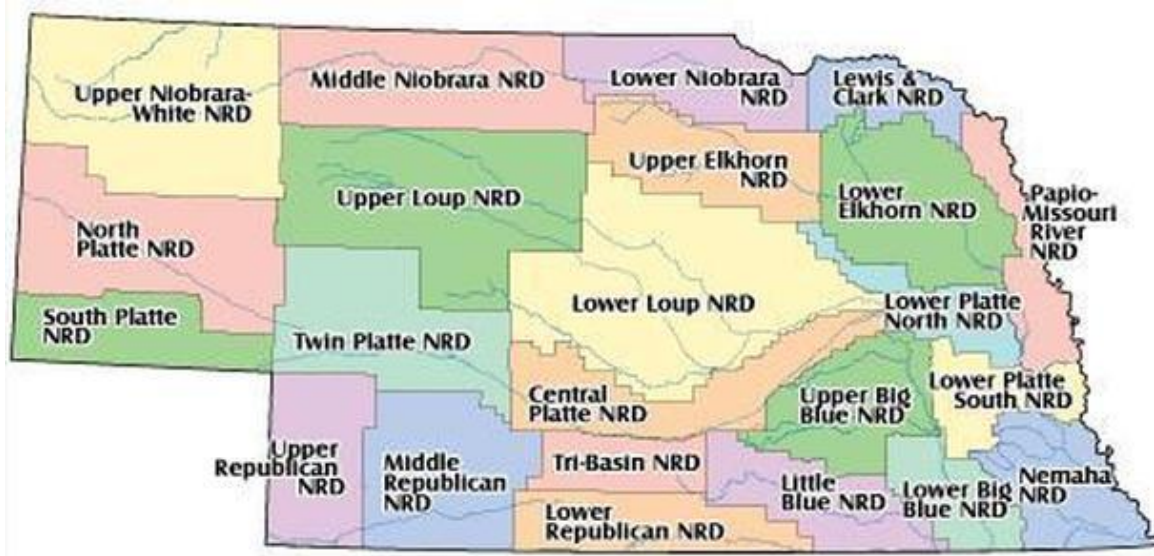 Upper Niobrara-
White NRD
Middle Niobrara NRD
Lower Niobrara
NRD
Lewis &
Clark NRD
Upper Elkhorn
NRD
Lower
Elkhorn NRD
Papio-
Missouri
River
NRD
North
Platte NRD
Upper Loup NRD
Lower Loup NRD
Lower Platte
North NRD
South Platte
NRD
Twin Platte NRD
Central
Platte NRD
Upper Big
Blue NRD
Lower Platte
South NRD
Upper
Republican
NRD
Middle
Republican
NRD
Tri-Basin NRD
Lower
Republican NRD
Little
Blue NRD
Lower Big
Blue NRD
Nemaha
NRD